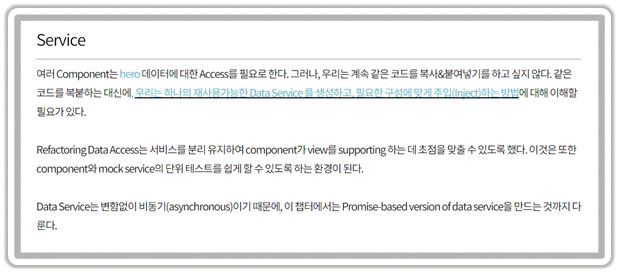 Service
여러 Component는 hero 데이터에 대한 Access를 필요로 한다. 그러나, 우리는 계속 같은 코드를 복사&붙여넣기를 하고 싶지 않다. 같은
코드를 복붙하는 대신에, 우리는 하나의 재사용가능한 Data Service 를 생성하고, 필요한 구성에 맞게 주입(Inject)하는 방법에 대해 이해할
필요가 있다.
Refactoring Data Access는 서비스를 분리 유지하여 component가 view를 supporting 하는 데 초점을 맞출 수 있도록 했다. 이것은 또한
component와 mock service의 단위 테스트를 쉽게 할 수 있도록 하는 환경이 된다.
Data Service는 변함없이 비동기(asynchronous)이기 때문에, 이 챕터에서는 Promise-based version of data service을 만드는 것까지 다
룬다.